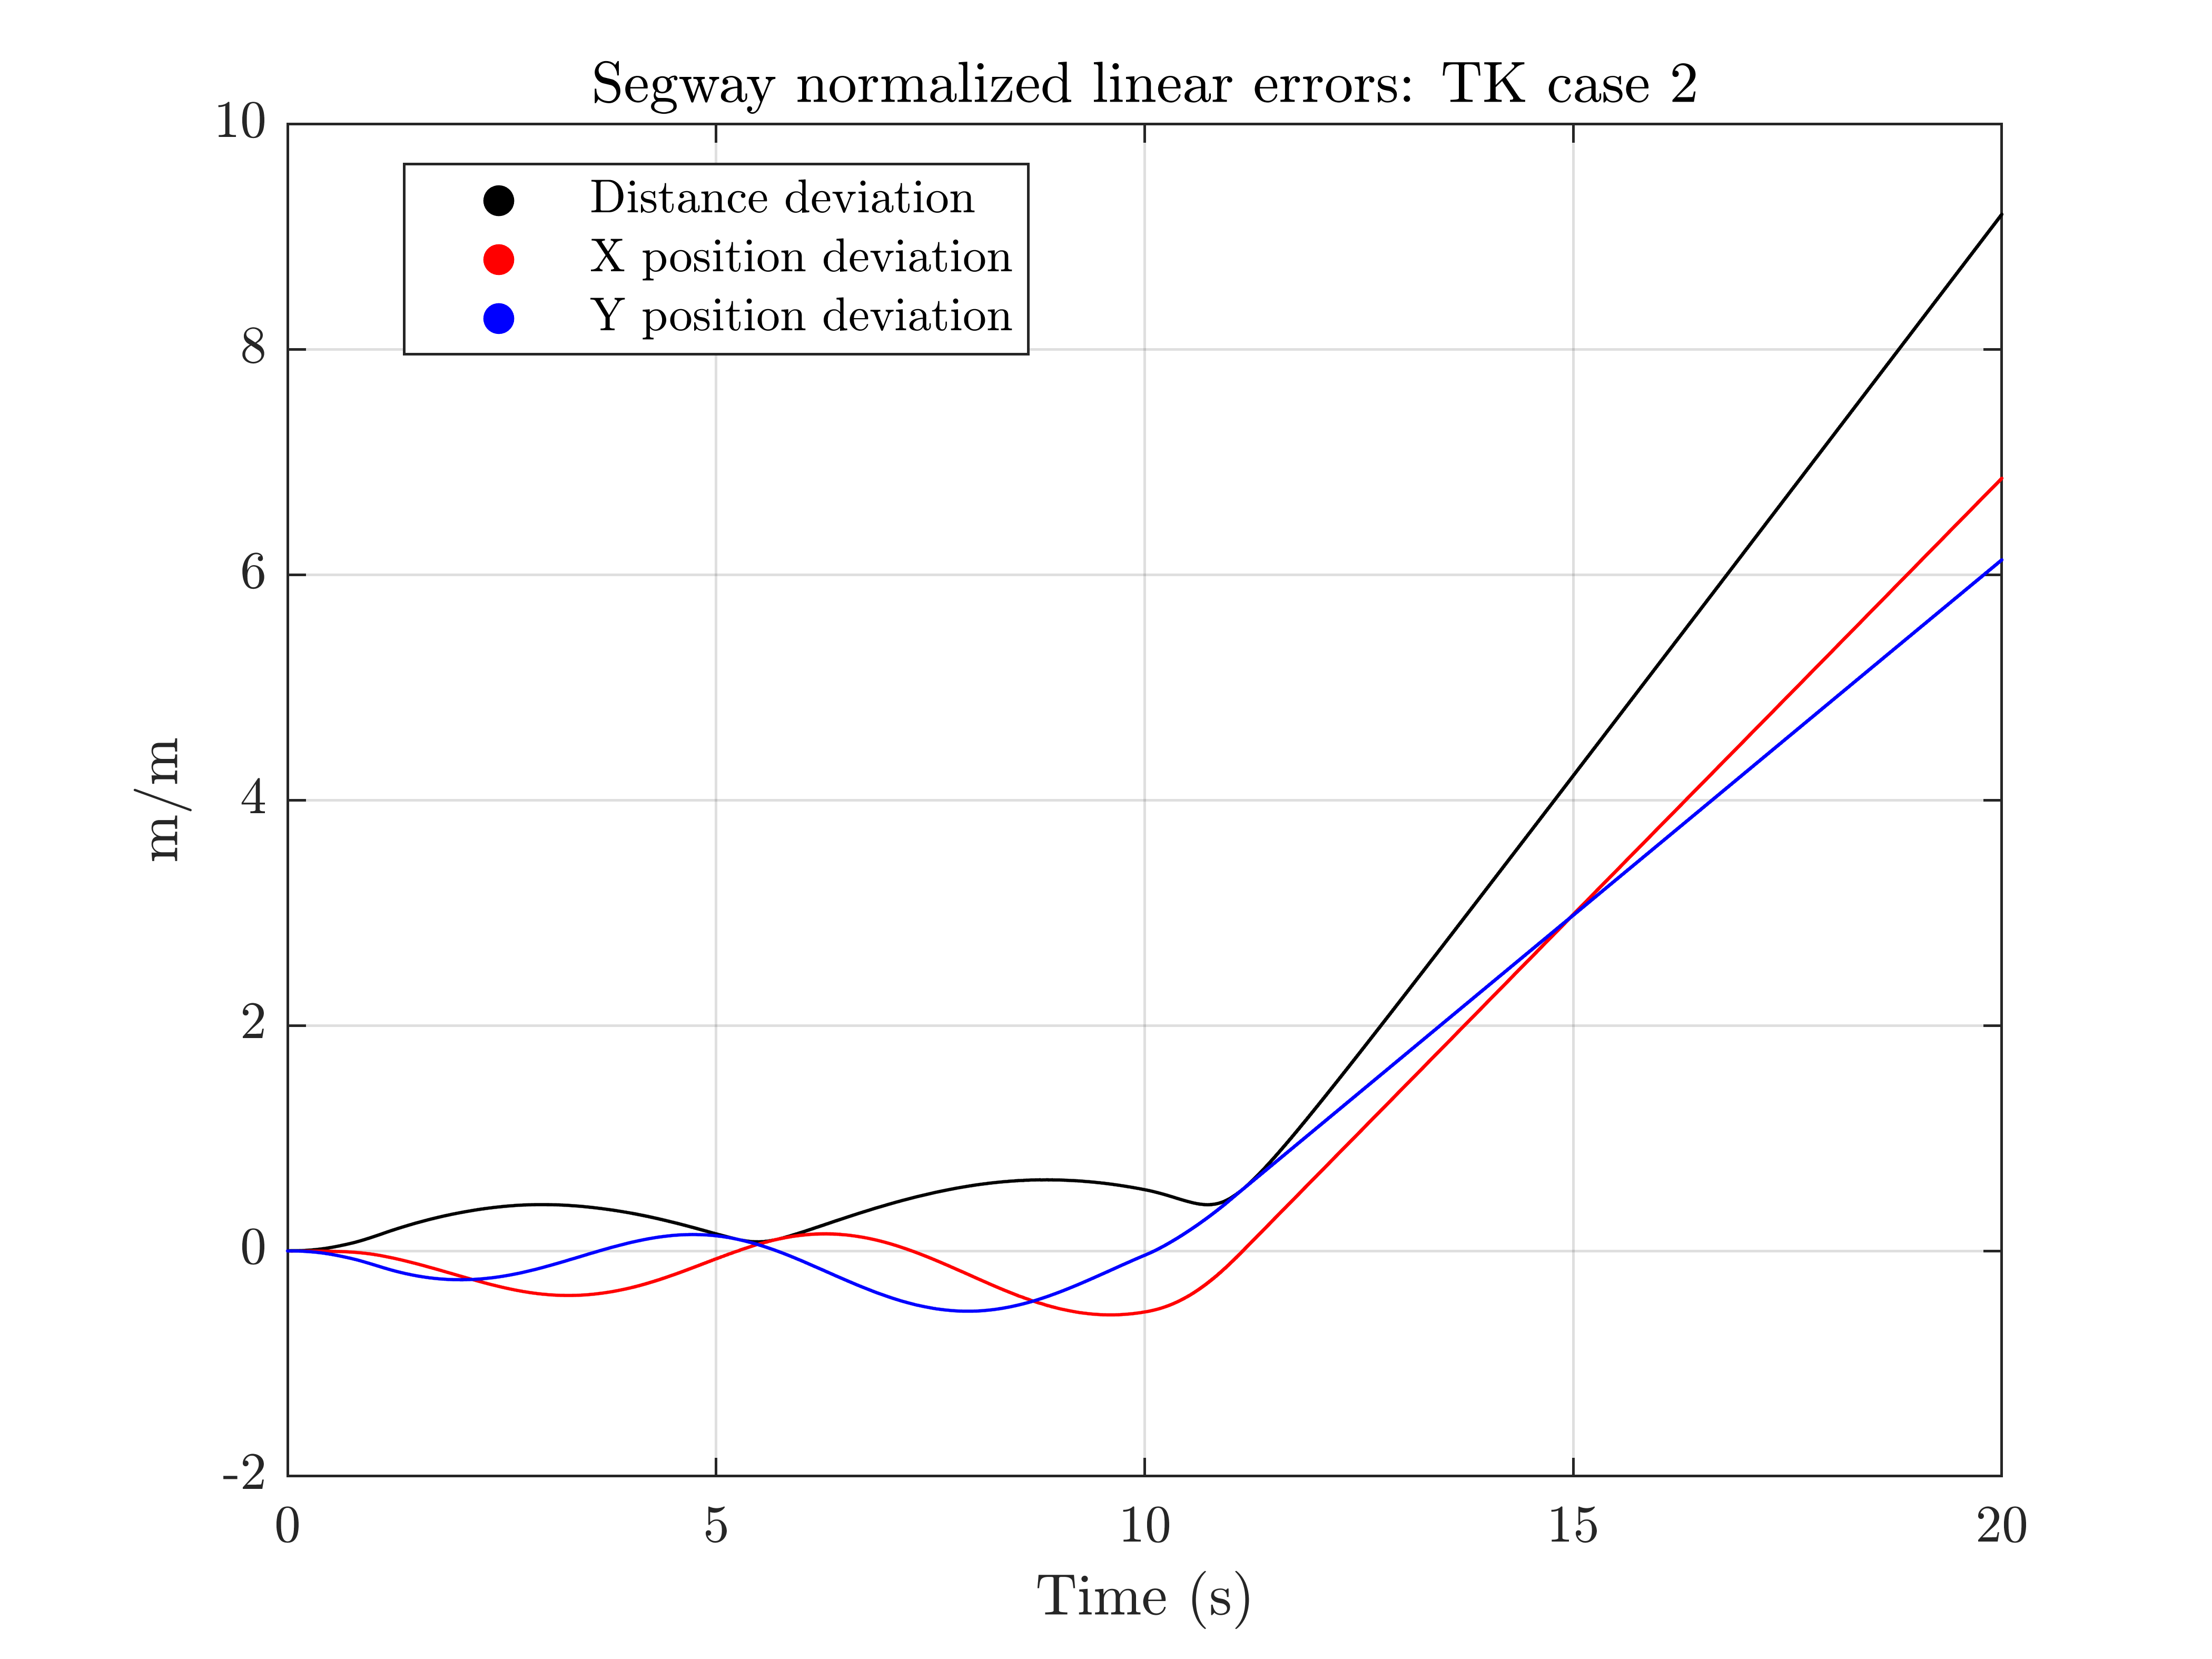 Segway normalized linear errors: TK case 2
10
8
6
4
2
0
-2
Distance deviation
X position deviation
Y position deviation
m/m
0 5 10 15 20
Time (s)